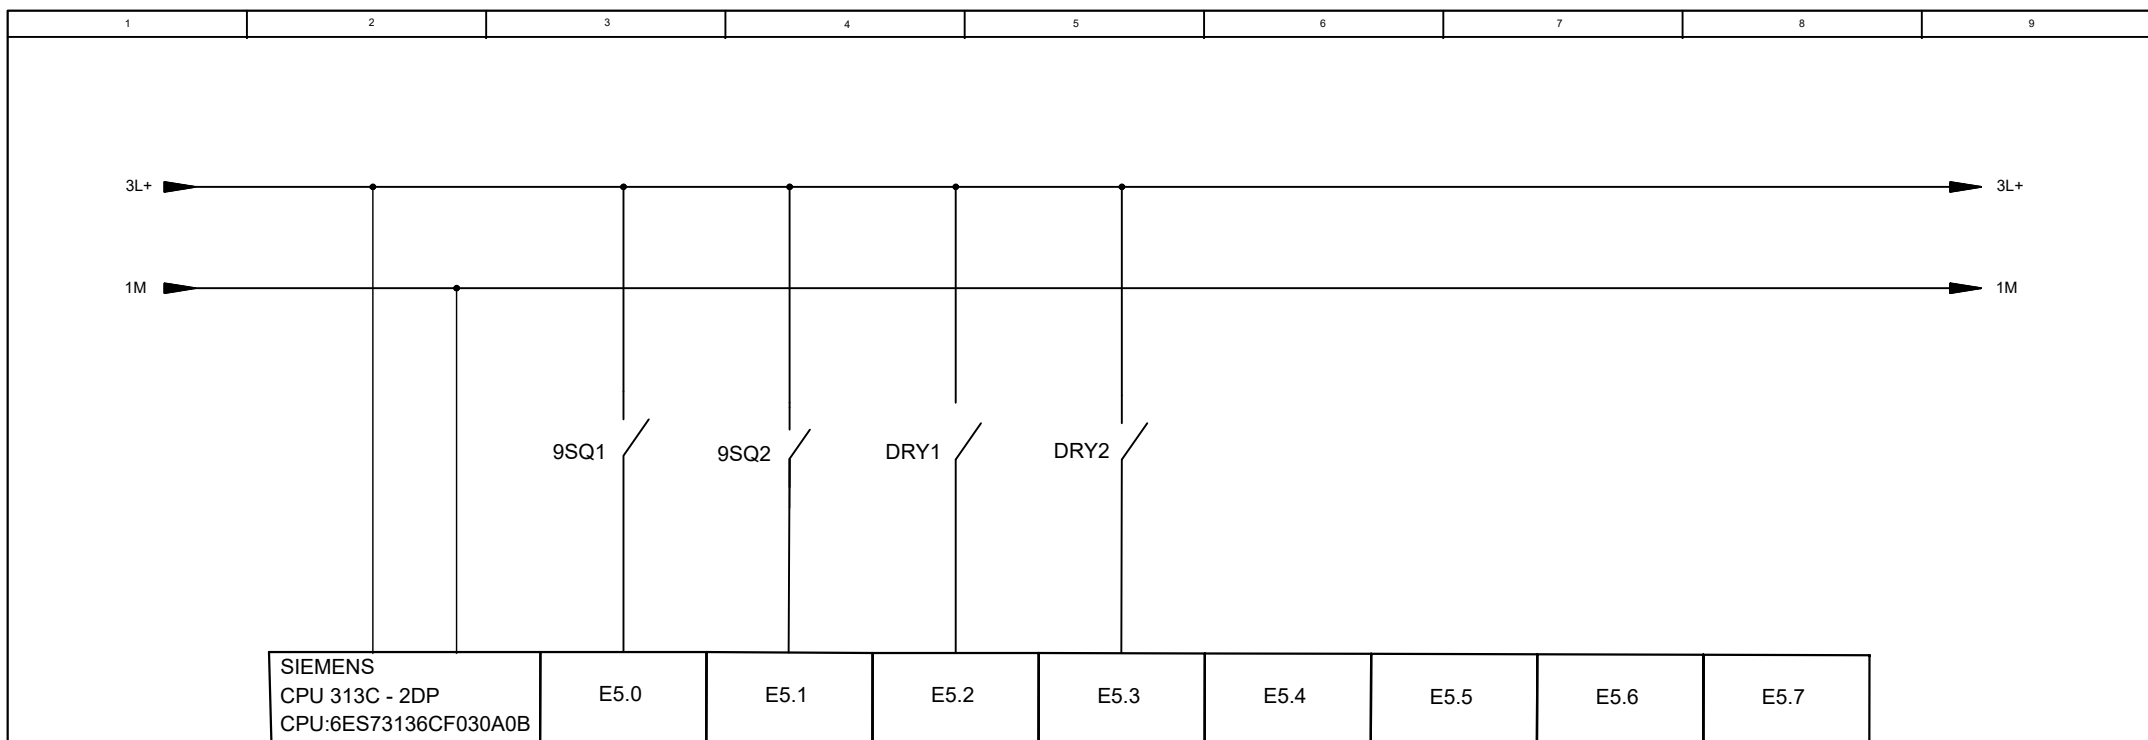 1 2 3 4 5 6 7 8 9
3L+ 3L+
1M 1M
9SQ1 9SQ2 DRY1 DRY2
SIEMENS
CPU 313C - 2DP
CPU:6ES73136CF030A0B
E5.0 E5.1 E5.2 E5.3 E5.4 E5.5 E5.6 E5.7